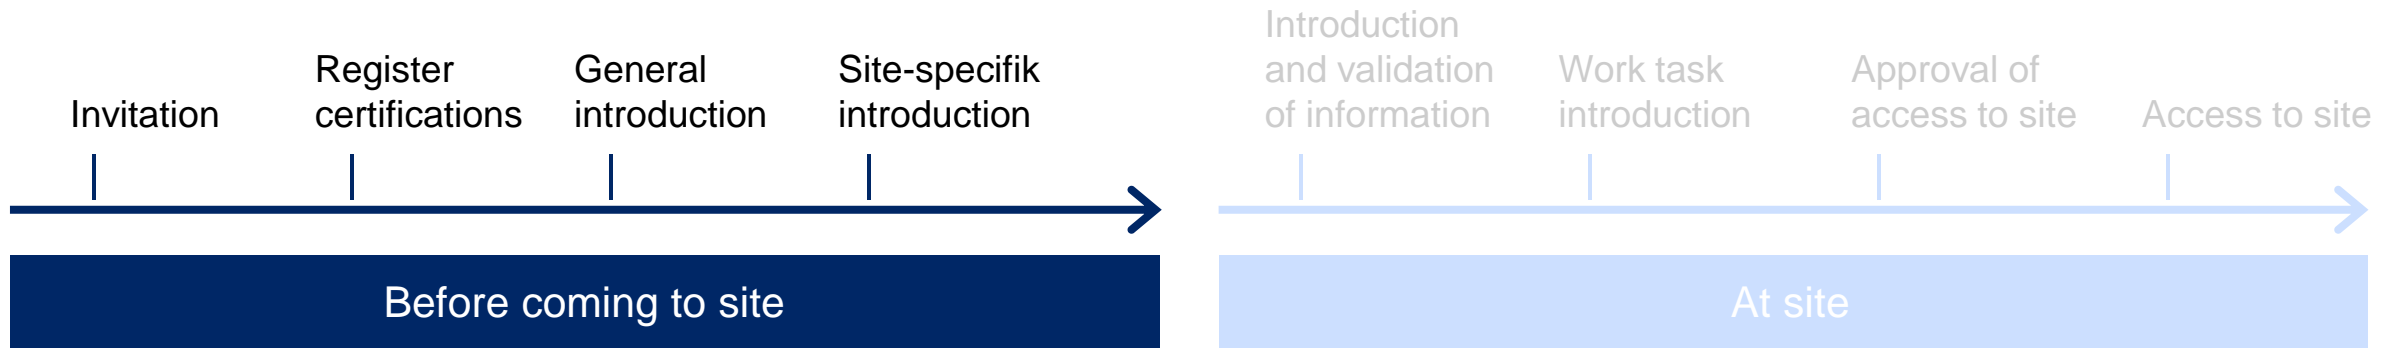 Invitation
Register
certifications
General
introduction
Site-specifik
introduction
Before coming to site
Introduction
and validation
of information
Work task
introduction
Approval of
access to site
Access to site
At site